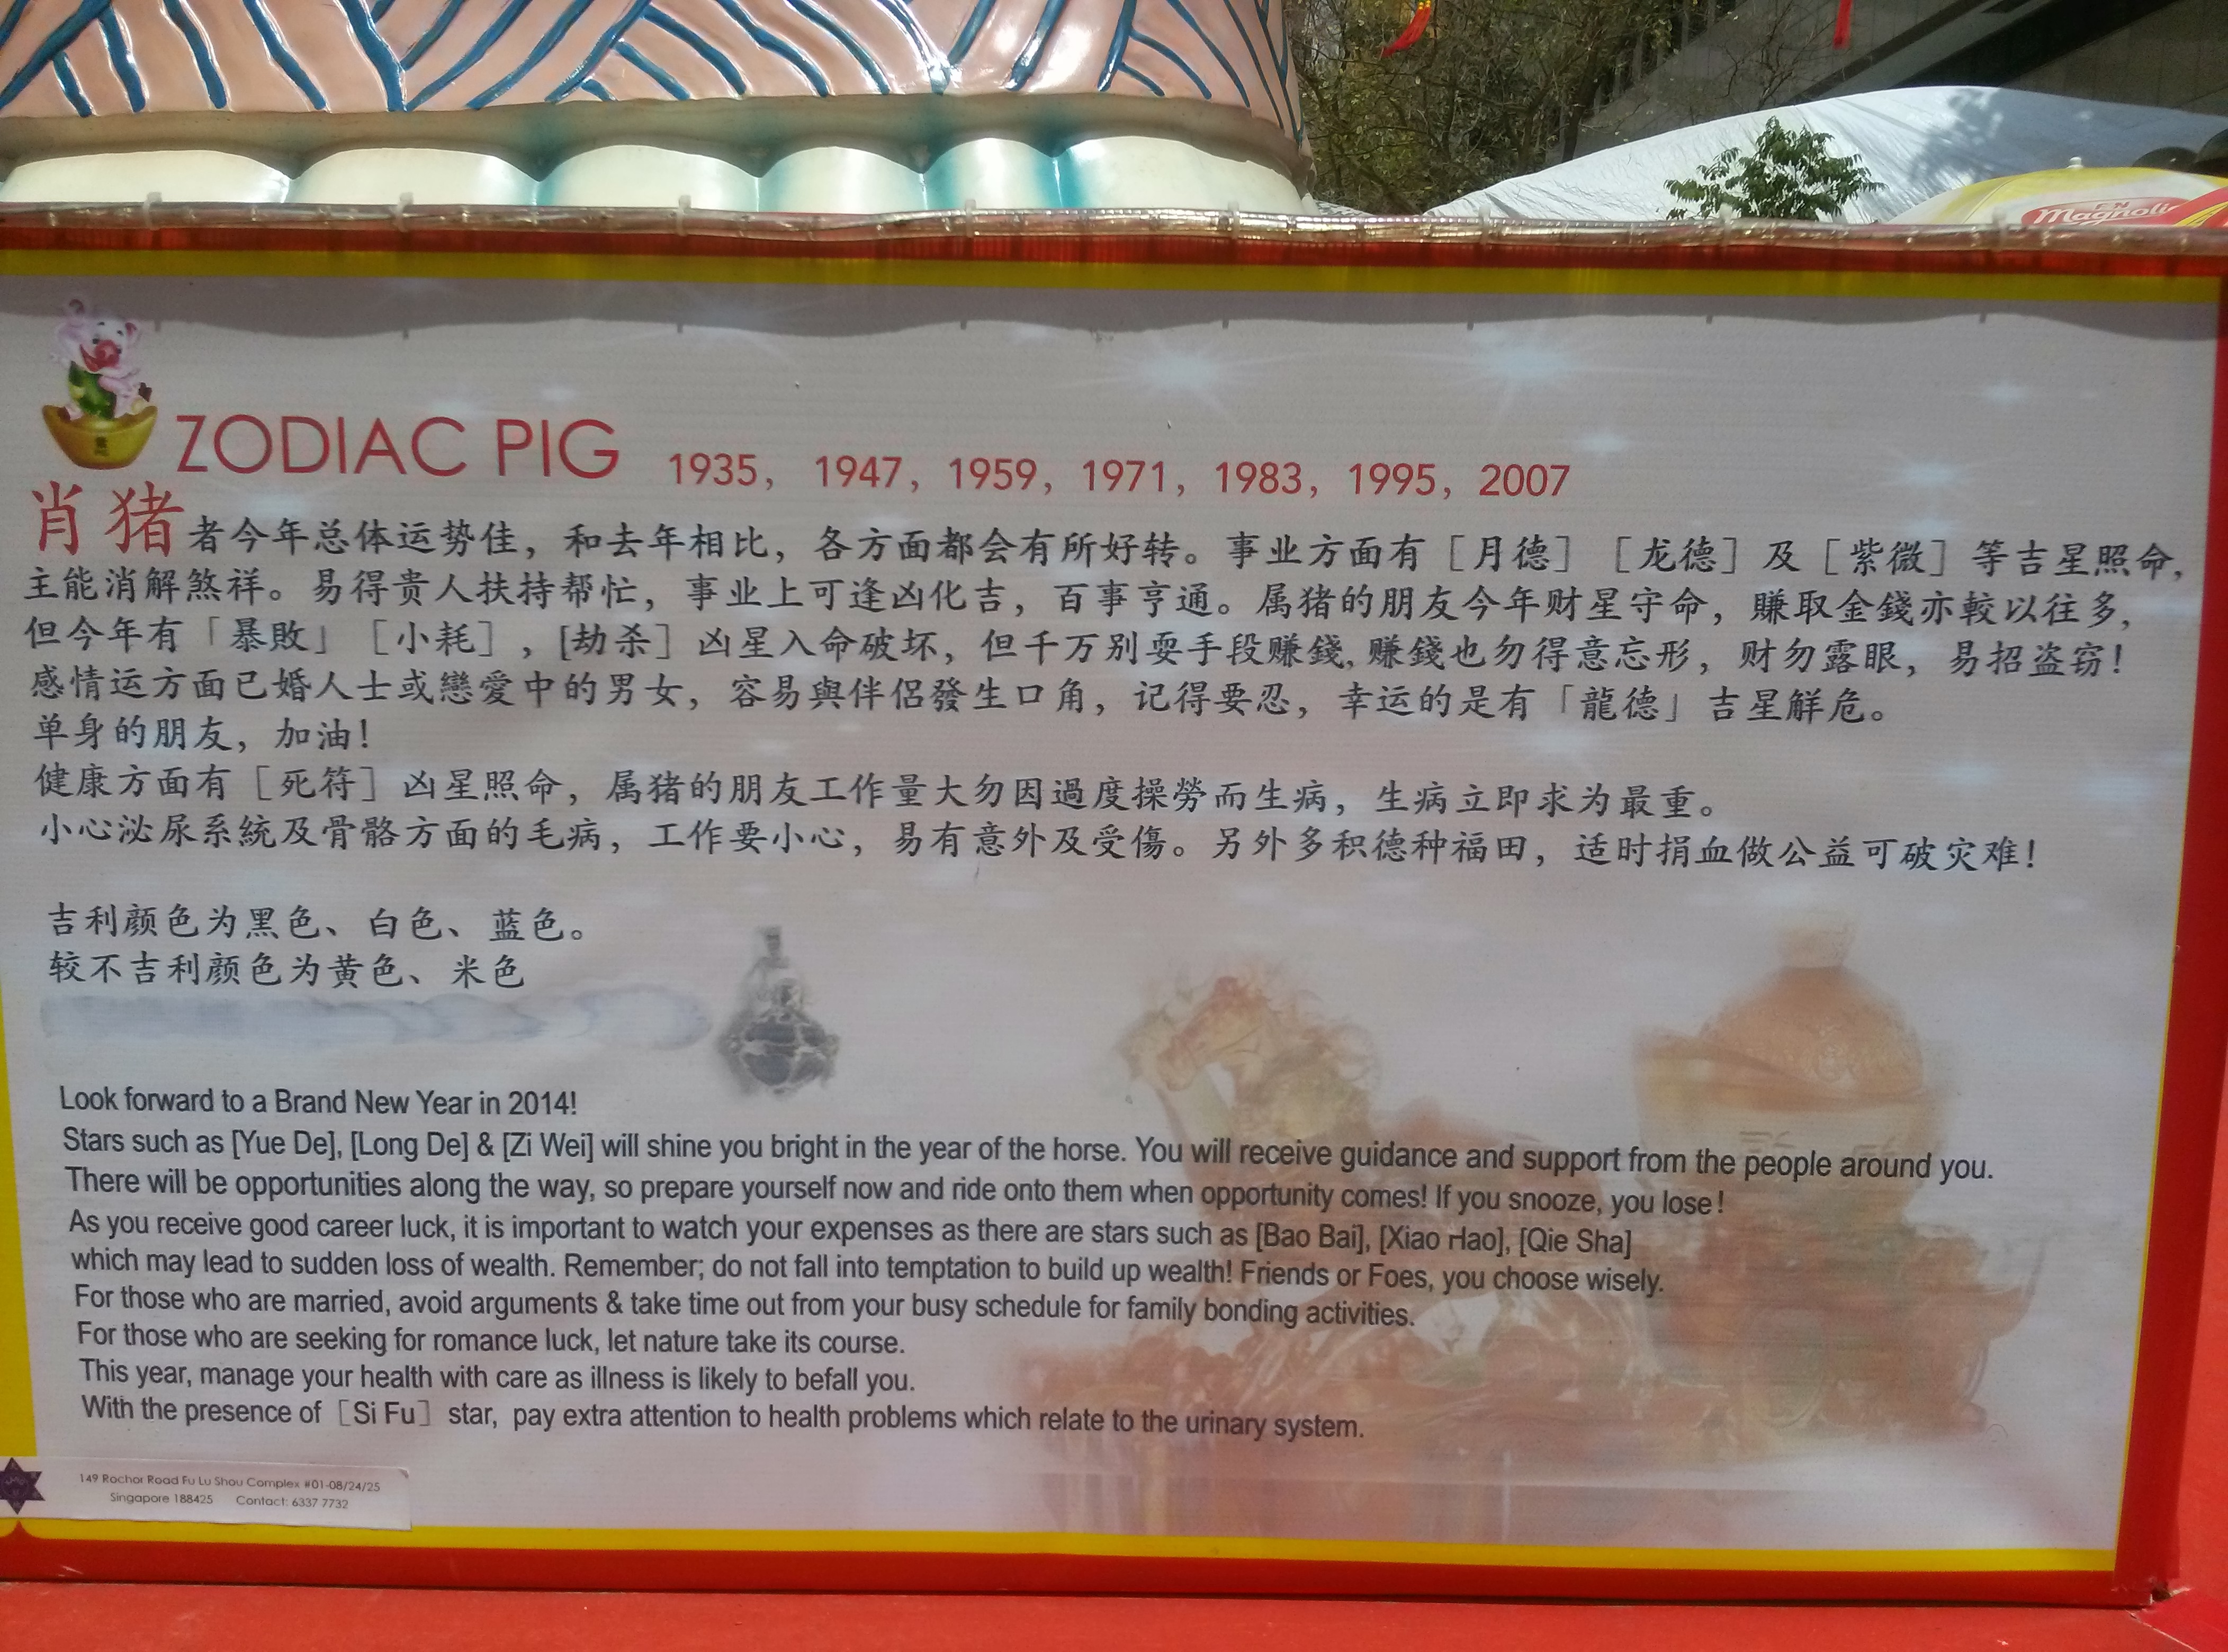 Magnolia
ZODIAC PIG 1935, 1947, 1959, 1971, 1983, 1995, 2007
肖猪者今年总体运势佳，和去年相比，各方面都会有所好转。事业方面有［月德］［龙德］及［紫微］等吉星照命，
主能消解煞祥。易得贵人扶持帮忙，事业上可逢凶化吉，百事亨通。属猪的朋友今年财星守命，賺取金錢亦較以往多，
但今年有「暴敗」［小耗］，[劫杀］凶星入命破坏，但千万别耍手段赚錢,赚錢也勿得意忘形，财勿露眼，易招盗窃！
感情运方面已婚人士或戀愛中的男女，容易與伴侶發生口角，记得要忍，幸运的是有「龍德」吉星解危。
单身的朋友，加油！
健康方面有［死符］凶星照命，属猪的朋友工作量大勿因過度操勞而生病，生病立即求为最重。
小心泌尿系統及骨骼方面的毛病，工作要小心，易有意外及受傷。另外多积德种福田，适时捐血做公益可破灾难！
吉利颜色为黑色、白色、蓝色。
较不吉利颜色为黄色、米色
Look forward to a Brand New Year in 2014!
Stars such as [Yue De], [Long De] & [Zi Wei] will shine you bright in the year of the horse. You will receive guidance and support from the people around you.
There will be opportunities along the way, so prepare yourself now and ride onto them when opportunity comes! If you snooze, you lose!
As you receive good career luck, it is important to watch your expenses as there are stars such as [Bao Bai], [Xiao Hao], [Qie Sha]
which may lead to sudden loss of wealth. Remember; do not fall into temptation to build up wealth! Friends or Foes, you choose wisely.
For those who are married, avoid arguments & take time out from your busy schedule for family bonding activities.
For those who are seeking for romance luck, let nature take its course.
This year, manage your health with care as illness is likely to befall you.
With the presence of ［Si Fu］ star, pay extra attention to health problems which relate to the urinary system.
149 Rochor Road Fu Lu Shou Complex #01-08/24/25
Singapore 188425 Contact: 6337 7732